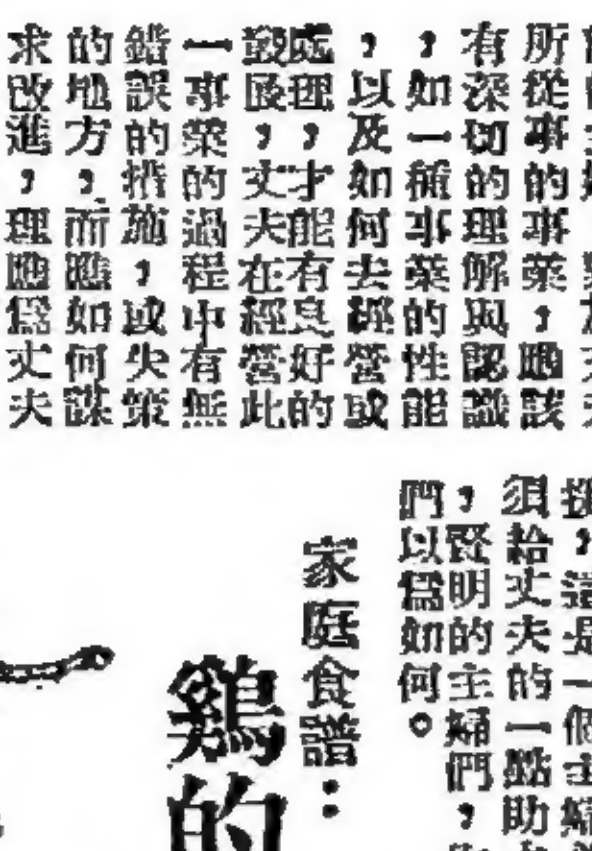 所從事的事業，應該
有深切的理解與認識
，如一種事業的性能
，以及如何去經營或
處理，才能有良好的
發展，丈夫在經營此
一事業的過程中有無
錯誤的措施，或失策
的地方，而應如何謀
求改進，理應爲丈夫
須給丈夫的一點助
，賢明的主婦們，
們以爲如何。
家庭食譜：
鷄的